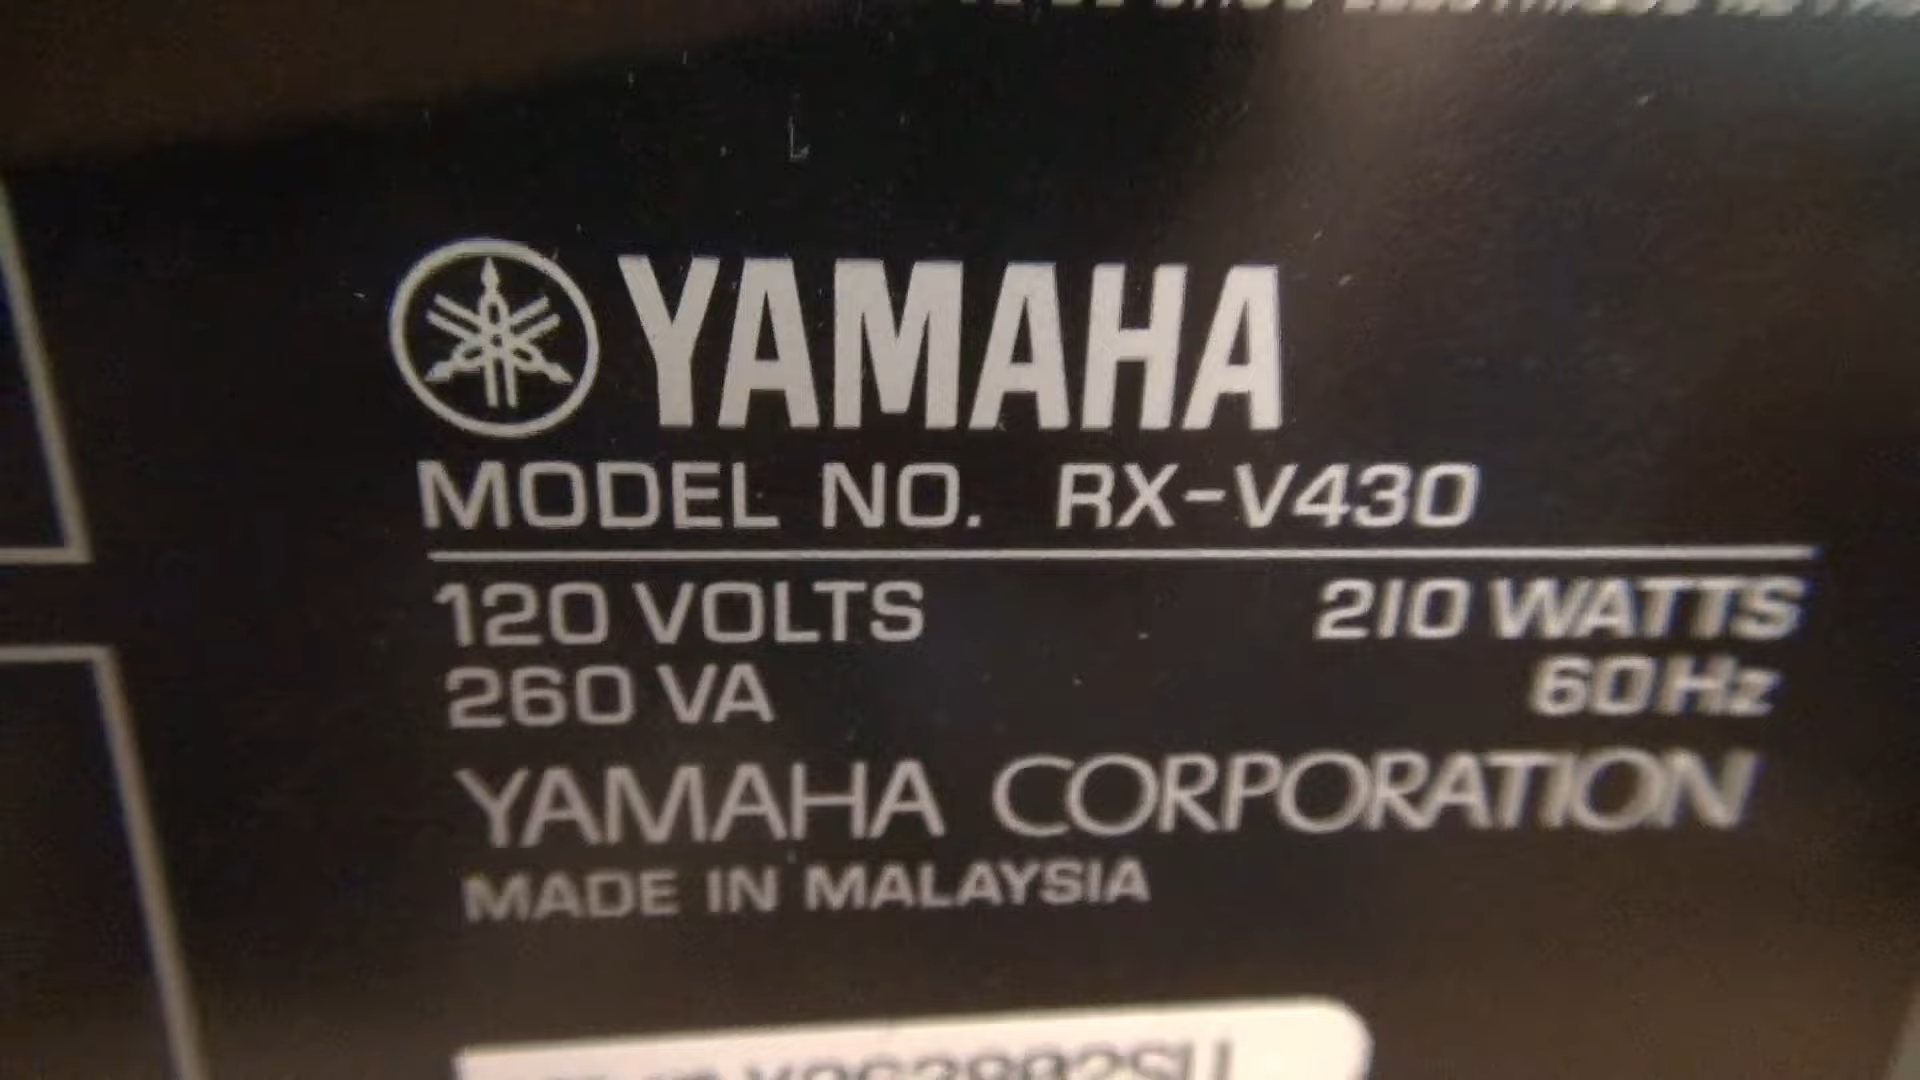 YAMAHA
MODEL NO. RX-V430
120 VOLTS 210 WATTS
260 VA 60Hz
YAMAHA CORPORATION
MADE IN MALAYSIA